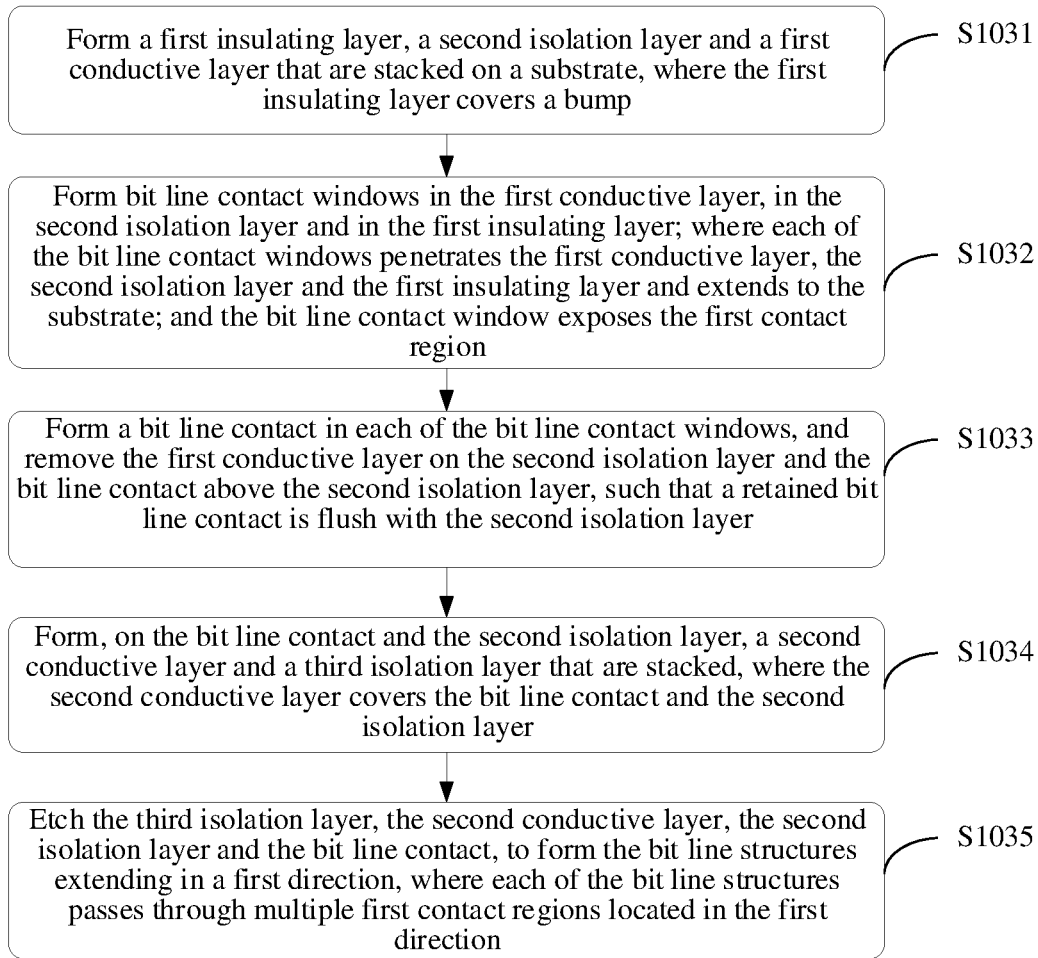 Form a first insulating layer, a second isolation layer and a first
conductive layer that are stacked on a substrate, where the first
insulating layer covers a bump
S1031
Form bit line contact windows in the first conductive layer, in the
second isolation layer and in the first insulating layer; where each of
the bit line contact windows penetrates the first conductive layer, the
second isolation layer and the first insulating layer and extends to the
substrate; and the bit line contact window exposes the first contact
region
S1032
Form a bit line contact in each of the bit line contact windows, and
remove the first conductive layer on the second isolation layer and the
bit line contact above the second isolation layer, such that a retained bit
line contact is flush with the second isolation layer
S1033
Form, on the bit line contact and the second isolation layer, a second
conductive layer and a third isolation layer that are stacked, where the
second conductive layer covers the bit line contact and the second
isolation layer
S1034
Etch the third isolation layer, the second conductive layer, the second
isolation layer and the bit line contact, to form the bit line structures
extending in a first direction, where each of the bit line structures
passes through multiple first contact regions located in the first
direction
S1035